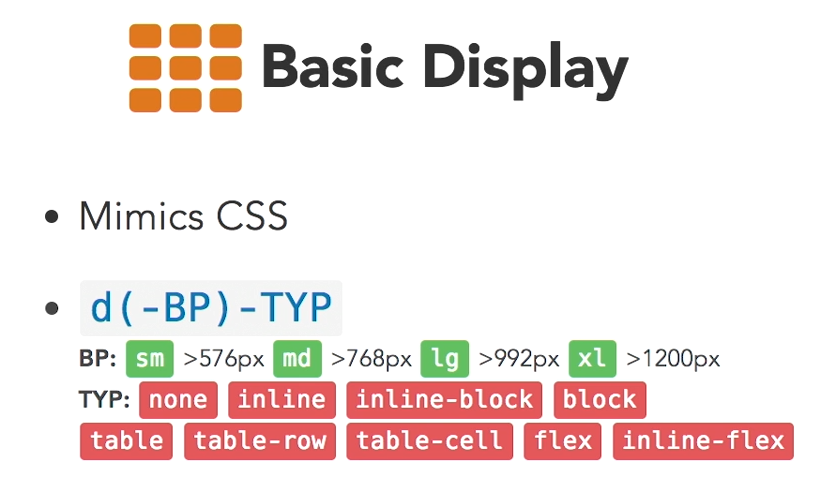 Basic Display
• Mimics CSS
• d(-BP)-TYP
BP: sm >576px md >768px lg >992px xl >1200px
TYP: none inline inline-block block
table table-row table-cell flex inline-flex